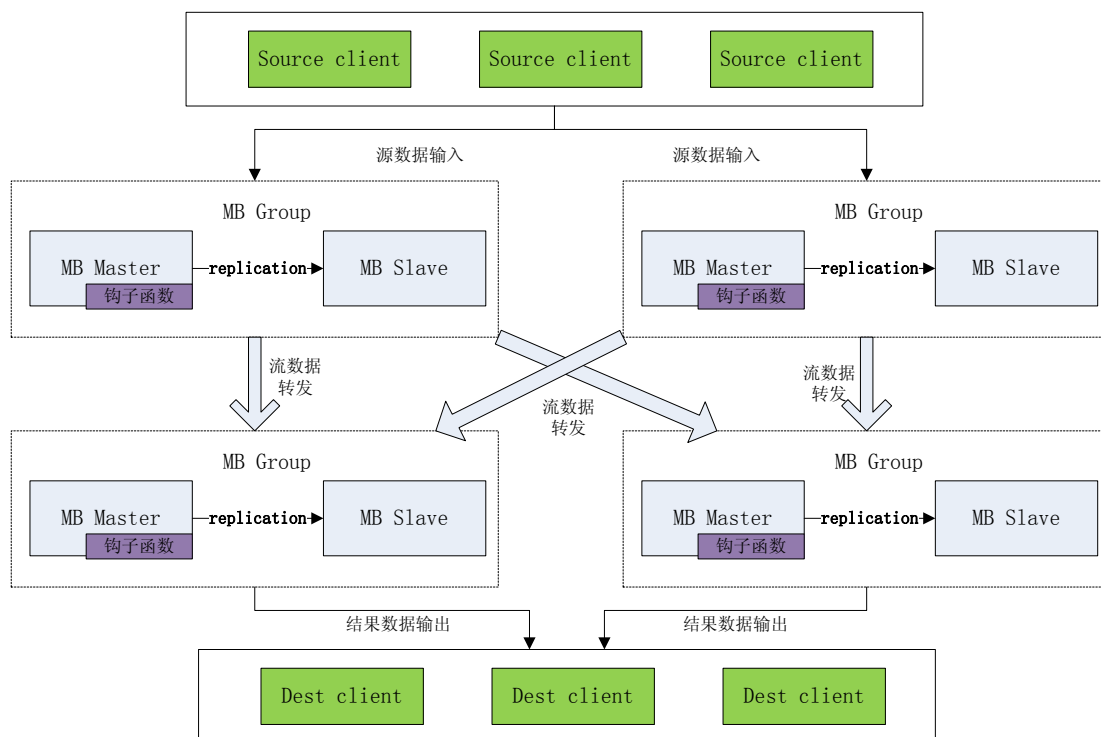 Source client
Source client
Source client
源数据输入
源数据输入
MB Group
MB Group
MB Master
replication
MB Slave
钩子函数
MB Master
replication
MB Slave
钩子函数
流数据
转发
流数据
转发
流数据
转发
MB Group
MB Group
MB Master
replication
MB Slave
钩子函数
MB Master
replication
MB Slave
钩子函数
结果数据输出
结果数据输出
Dest client
Dest client
Dest client